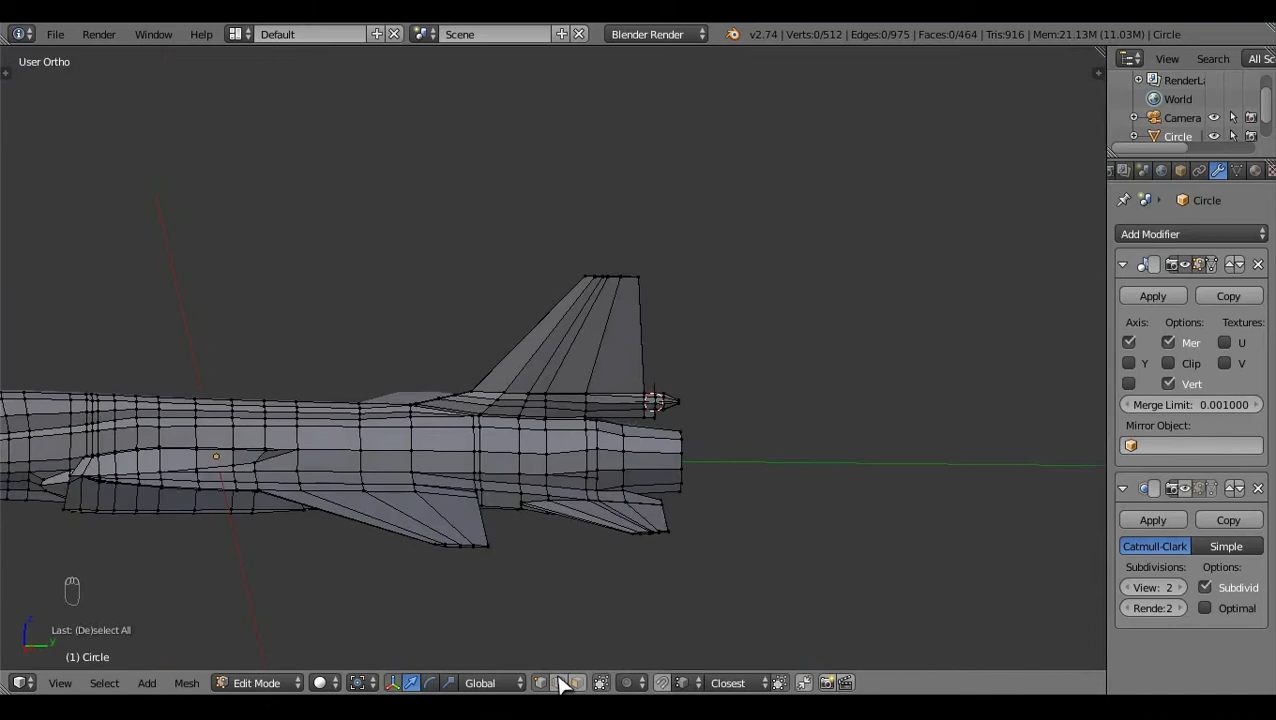 File Render Window Help Default Scene Blender Render v2.74 | Verts:0/512 | Edges:0/975 | Faces:0/464 | Tris:916 | Mem:21.13M (11.03M) | Circle
User Ortho
View Search All Sc
RenderLa
World
Camera
Circle
Circle
Add Modifier
Apply Copy
Axis: Options: Textures:
Mer U
Y Clip V
Vert
Merge Limit: 0.001000
Mirror Object:
Apply Copy
Catmull-Clark Simple
Subdivisions: Options:
View: 2 Subdivid
Rende:2 Optimal
z
y
Last: (De)select All
(1) Circle
View Select Add Mesh Edit Mode Global Closest